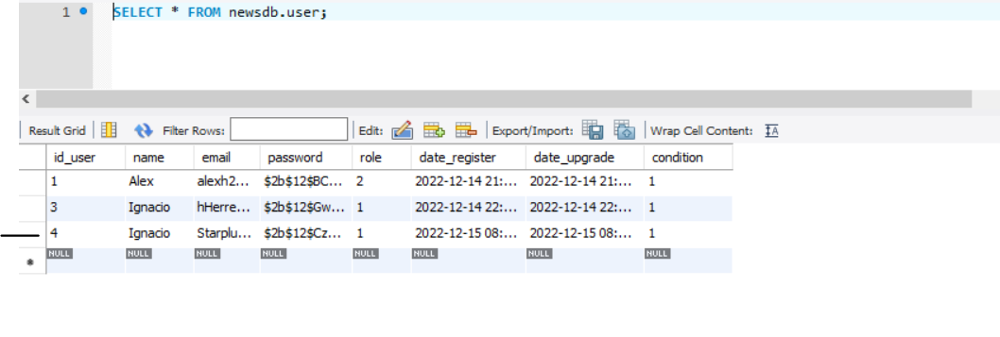 1 SELECT * FROM newsdb.user;
Result Grid Filter Rows: Edit: Export/Import: Wrap Cell Content:
id_user name email password role date_register date_upgrade condition
1 Alex alexh2... $2b$12$BC... 2 2022-12-14 21:... 2022-12-14 21:... 1
3 Ignacio hHerre... $2b$12$Gw... 1 2022-12-14 22:... 2022-12-14 22:... 1
4 Ignacio Starplu... $2b$12$Cz... 1 2022-12-15 08:... 2022-12-15 08:... 1
* NULL NULL NULL NULL NULL NULL NULL NULL